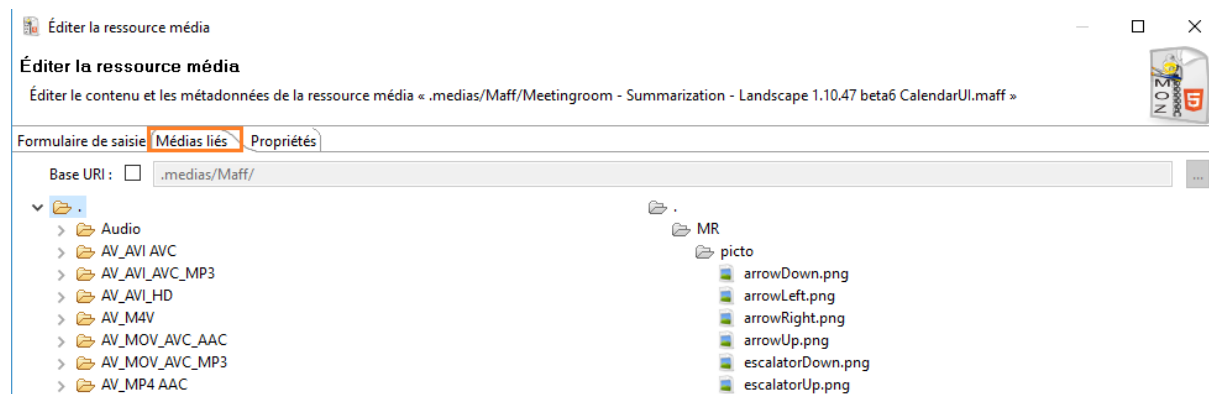 Éditer la ressource média
Éditer la ressource média
Éditer le contenu et les métadonnées de la ressource média « .medias/Maff/Meetingroom - Summarization - Landscape 1.10.47 beta6 CalendarUI.maff »
MON
5
Formulaire de saisie Médias liés Propriétés
Base URI : .medias/Maff/ ...
.
Audio
AV_AVI AVC
AV_AVI_AVC_MP3
AV_AVI_HD
AV_M4V
AV_MOV_AVC_AAC
AV_MOV_AVC_MP3
AV_MP4 AAC
.
MR
picto
arrowDown.png
arrowLeft.png
arrowRight.png
arrowUp.png
escalatorDown.png
escalatorUp.png